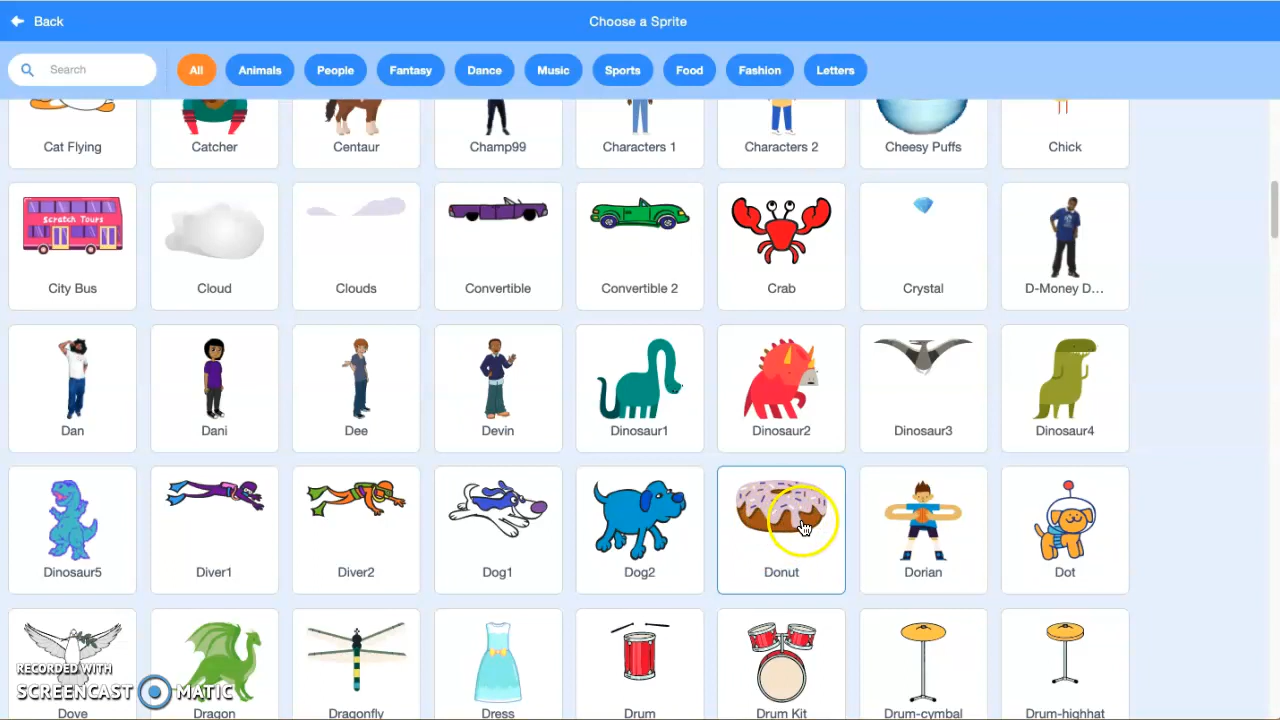 Back
Choose a Sprite
Search
All
Animals
People
Fantasy
Dance
Music
Sports
Food
Fashion
Letters
Cat Flying
Catcher
Centaur
Champ99
Characters 1
Characters 2
Cheesy Puffs
Chick
Scratch Tours
City Bus
Cloud
Clouds
Convertible
Convertible 2
Crab
Crystal
D-Money D...
Dan
Dani
Dee
Devin
Dinosaur1
Dinosaur2
Dinosaur3
Dinosaur4
Dinosaur5
Diver1
Diver2
Dog1
Dog2
Donut
Dorian
Dot
Dove
Dragon
Dragonfly
Dress
Drum
Drum Kit
Drum-cymbal
Drum-highhat
RECORDED WITH
SCREENCAST MATIC